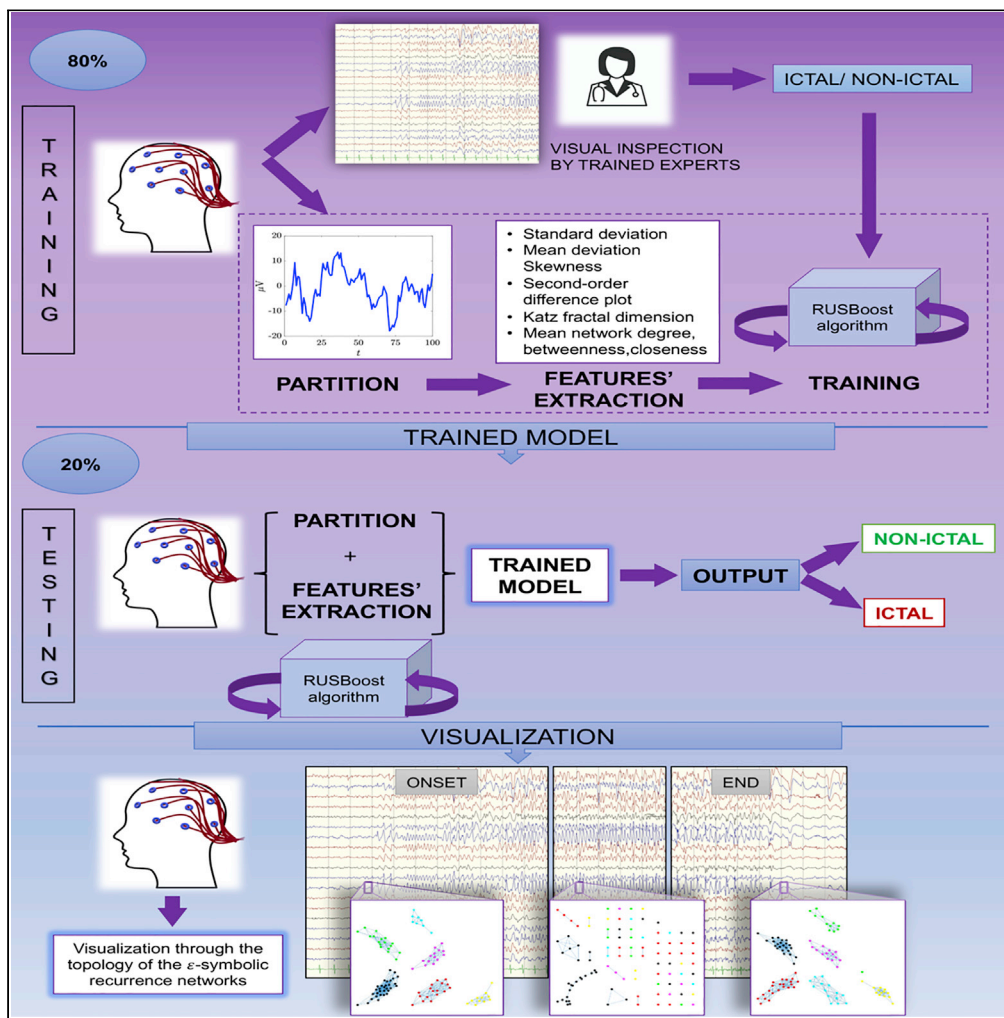 80%
TRAINING
VISUAL INSPECTION
BY TRAINED EXPERTS
ICTAL/ NON-ICTAL
20
10
0
-10
-20
μV
0 25 50 75 100
t
• Standard deviation
• Mean deviation
Skewness
• Second-order
difference plot
• Katz fractal dimension
• Mean network degree,
betweenness,closeness
RUSBoost
algorithm
PARTITION
FEATURES'
EXTRACTION
TRAINING
TRAINED MODEL
20%
TESTING
PARTITION
+
FEATURES'
EXTRACTION
TRAINED
MODEL
OUTPUT
NON-ICTAL
ICTAL
RUSBoost
algorithm
VISUALIZATION
ONSET
END
Visualization through the
topology of the ε-symbolic
recurrence networks